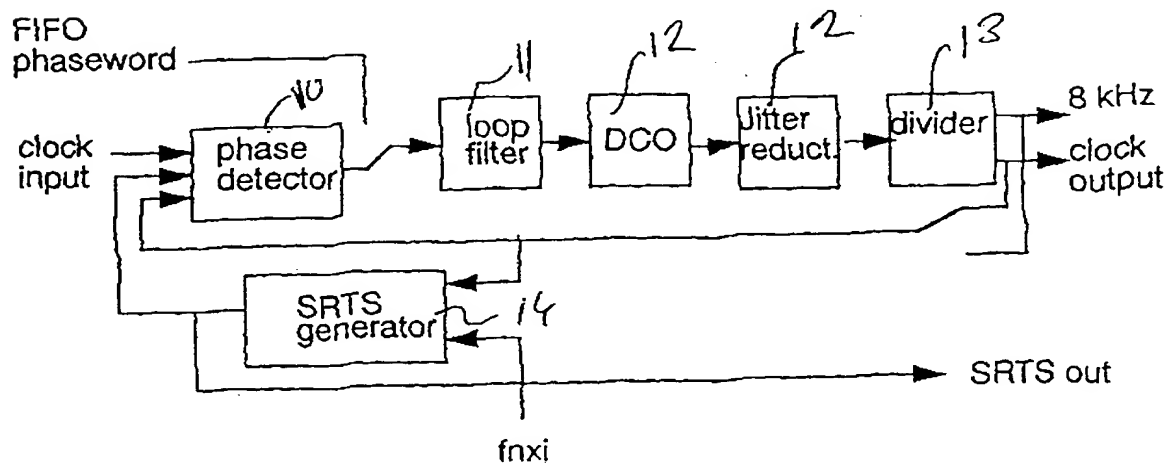 FIFO
phaseword
10
11
12
12
13
clock
input
phase
detector
loop
filter
DCO
Jitter
reduct.
divider
8 kHz
clock
output
SRTS
generator
14
SRTS out
fnxi